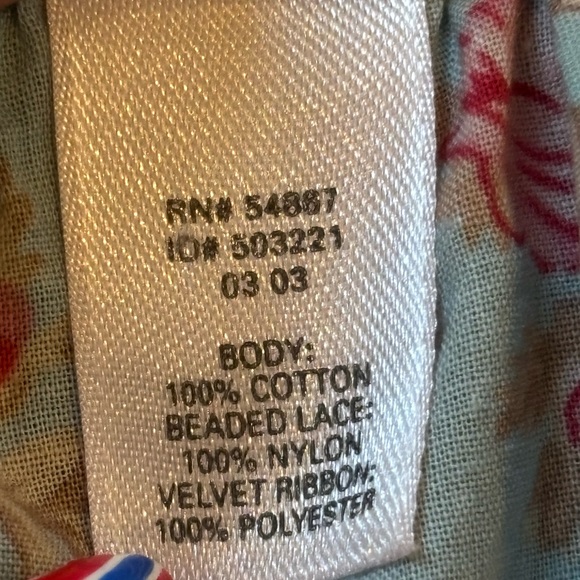 RN# 54867
ID# 503221
03 03
BODY:
100% COTTON
BEADED LACE:
100% NYLON
VELVET RIBBON:
100% POLYESTER